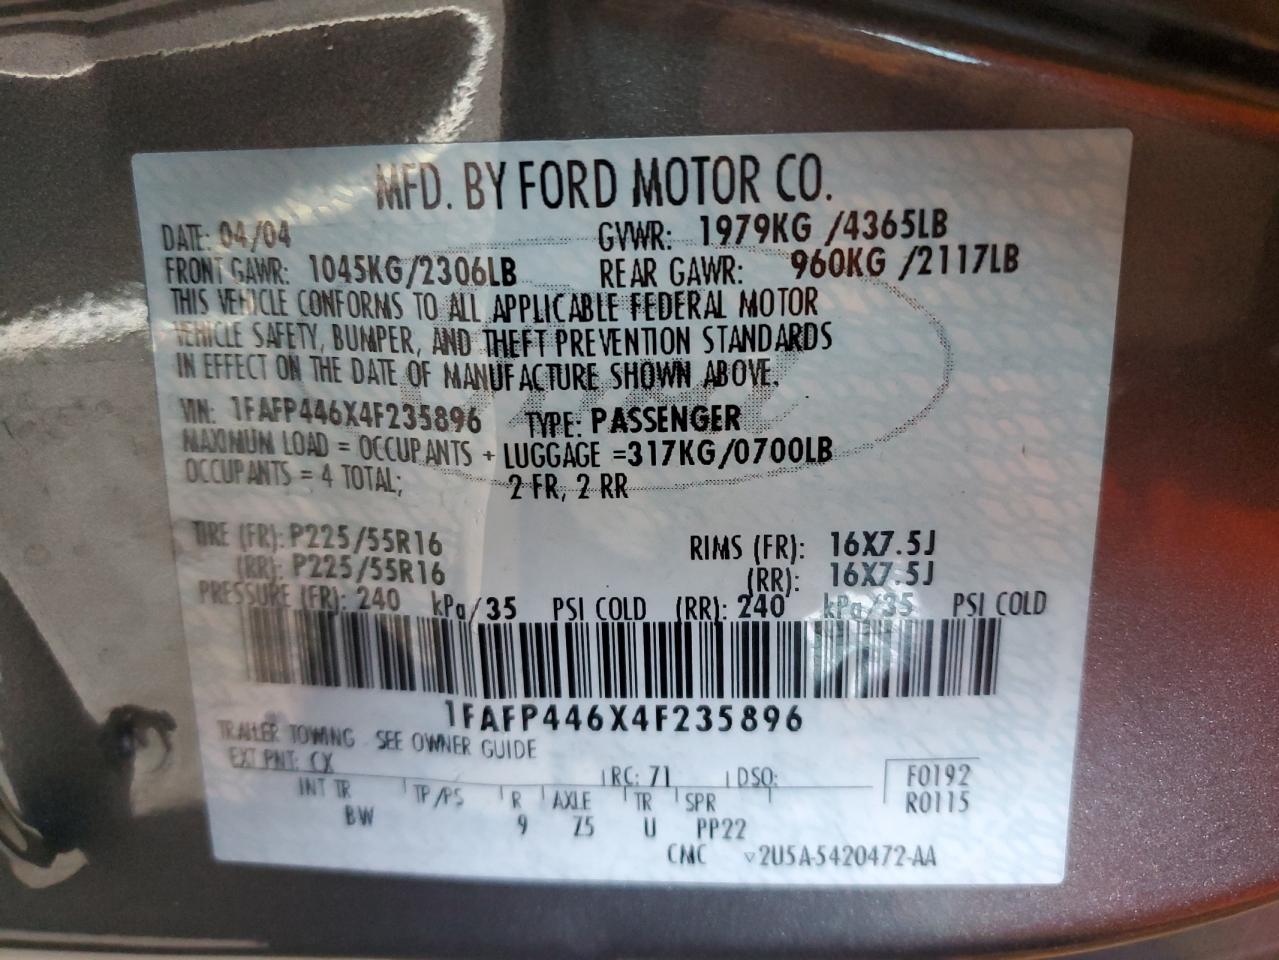 MFD. BY FORD MOTOR CO.
DATE: 04/04 GVWR: 1979KG /4365LB
FRONT GAWR: 1045KG/2306LB REAR GAWR: 960KG /2117LB
THIS VEHICLE CONFORMS TO ALL APPLICABLE FEDERAL MOTOR
VEHICLE SAFETY, BUMPER, AND THEFT PREVENTION STANDARDS
IN EFFECT ON THE DATE OF MANUFACTURE SHOWN ABOVE.
VIN: 1FAFP446X4F235896 TYPE: PASSENGER
MAXIMUM LOAD = OCCUPANTS + LUGGAGE =317KG/0700LB
OCCUPANTS = 4 TOTAL; 2 FR, 2 RR
TIRE (FR): P225/55R16 RIMS (FR): 16X7.5J
(RR): P225/55R16 (RR): 16X7.5J
PRESSURE (FR): 240 kPa/35 PSI COLD (RR): 240 kPa/35 PSI COLD
1FAFP446X4F235896
TRAILER TOWING SEE OWNER GUIDE
EXT PNT: CX RC: 71 DSO: F0192
INT TR TP/PS R AXLE TR SPR R0115
BW 9 Z5 U PP22
CMC ▿2U5A-5420472-AA